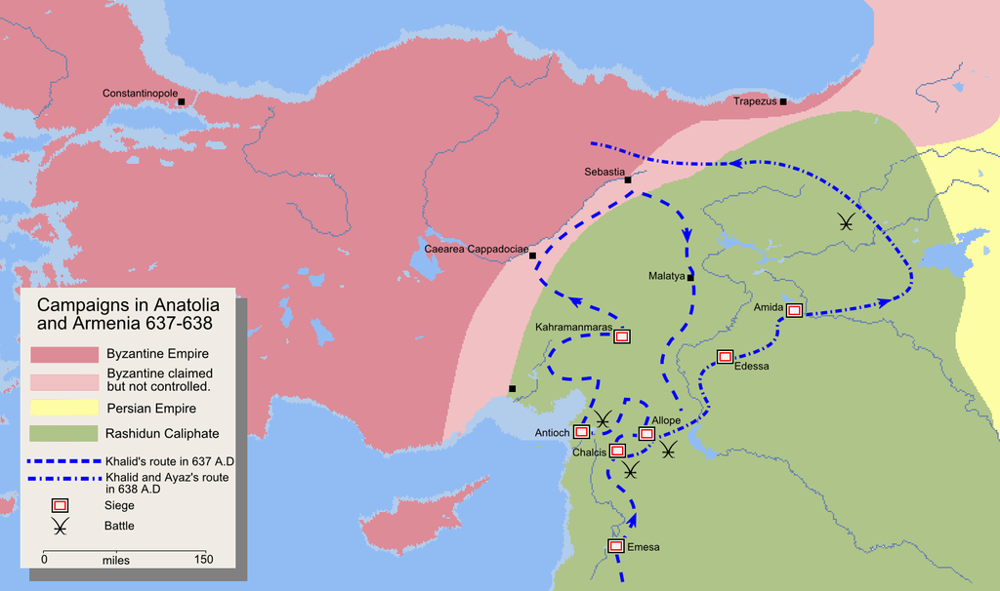 Constantinopole
Trapezus
Sebastia
Caearea Cappadociae
Malatya
Amida
Kahramanmaras
Edessa
Allope
Antioch
Chalcis
Emesa
Campaigns in Anatolia
and Armenia 637-638
Byzantine Empire
Byzantine claimed
but not controlled.
Persian Empire
Rashidun Caliphate
Khalid's route in 637 A.D
Khalid and Ayaz's route
in 638 A.D
Siege
Battle
0 miles 150